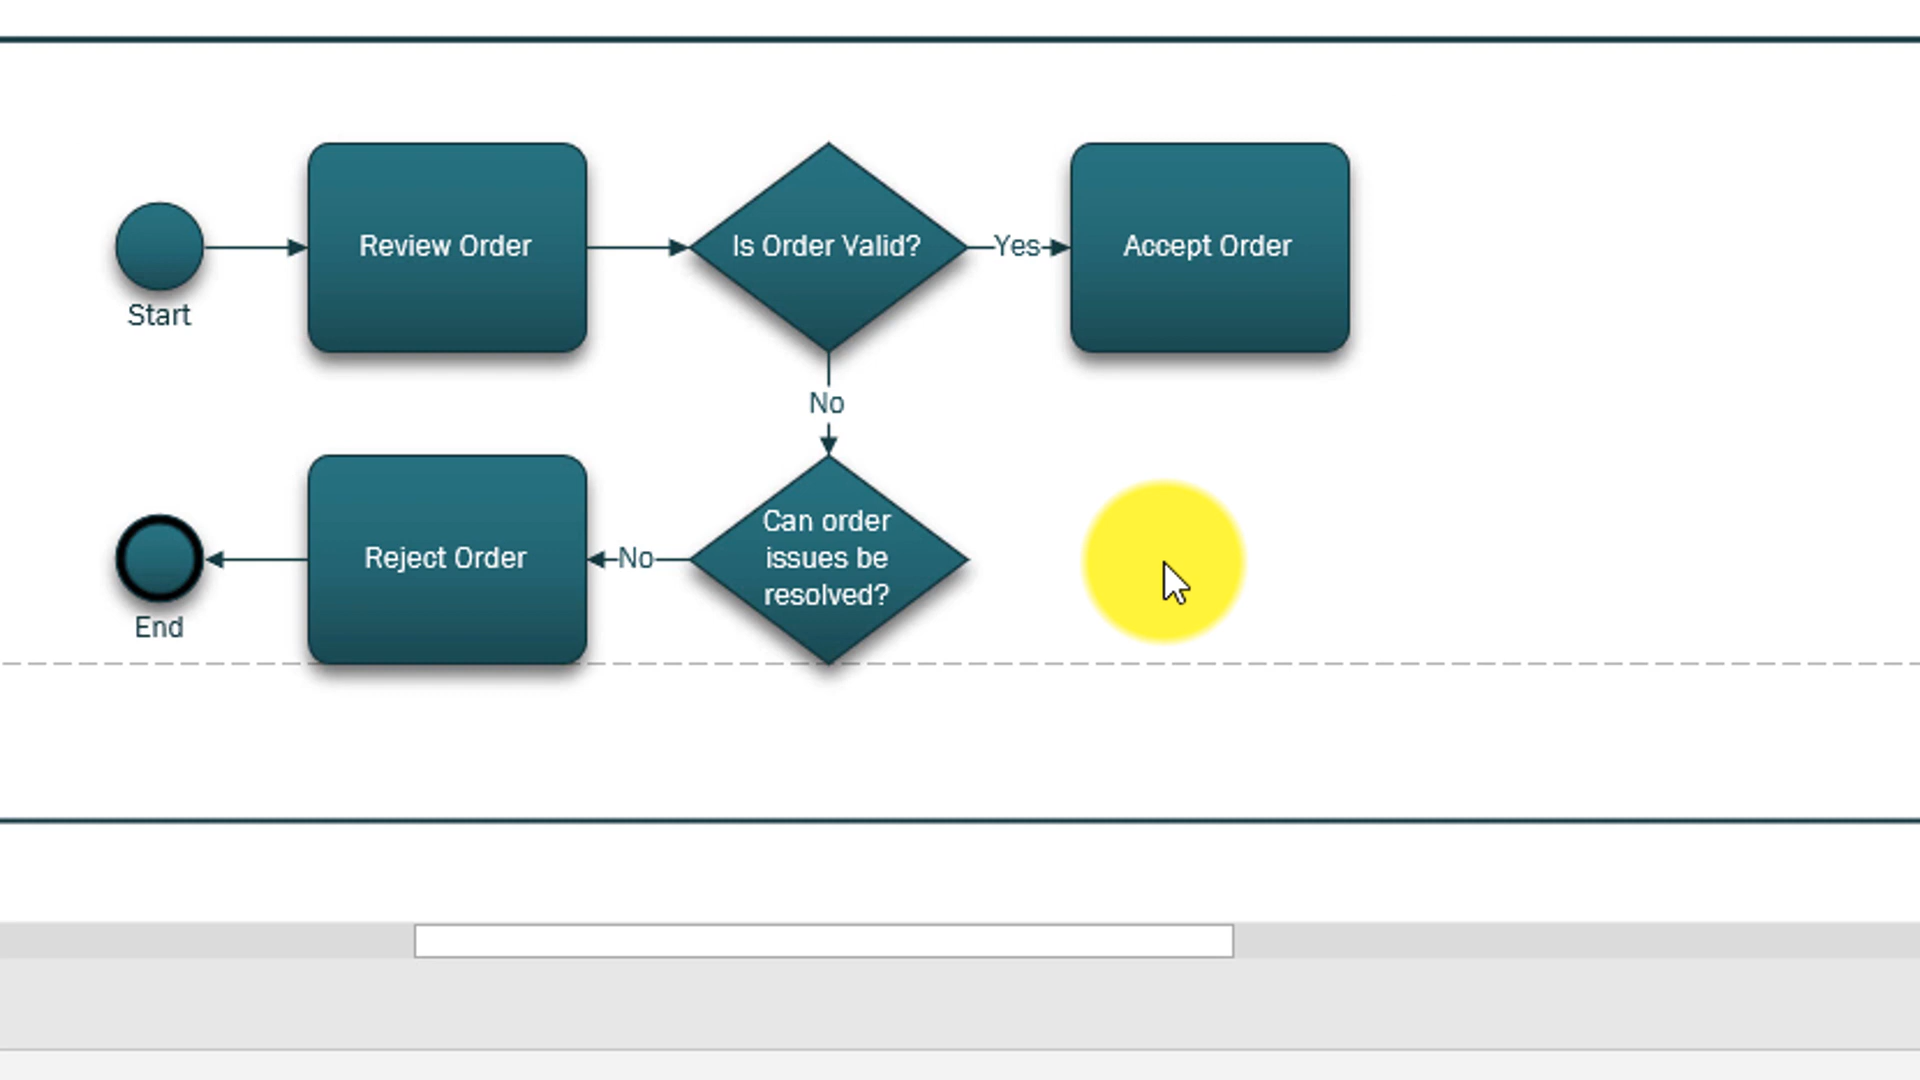 Review Order
Is Order Valid?
Yes
Accept Order
Start
No
Reject Order
No
Can order
issues be
resolved?
End